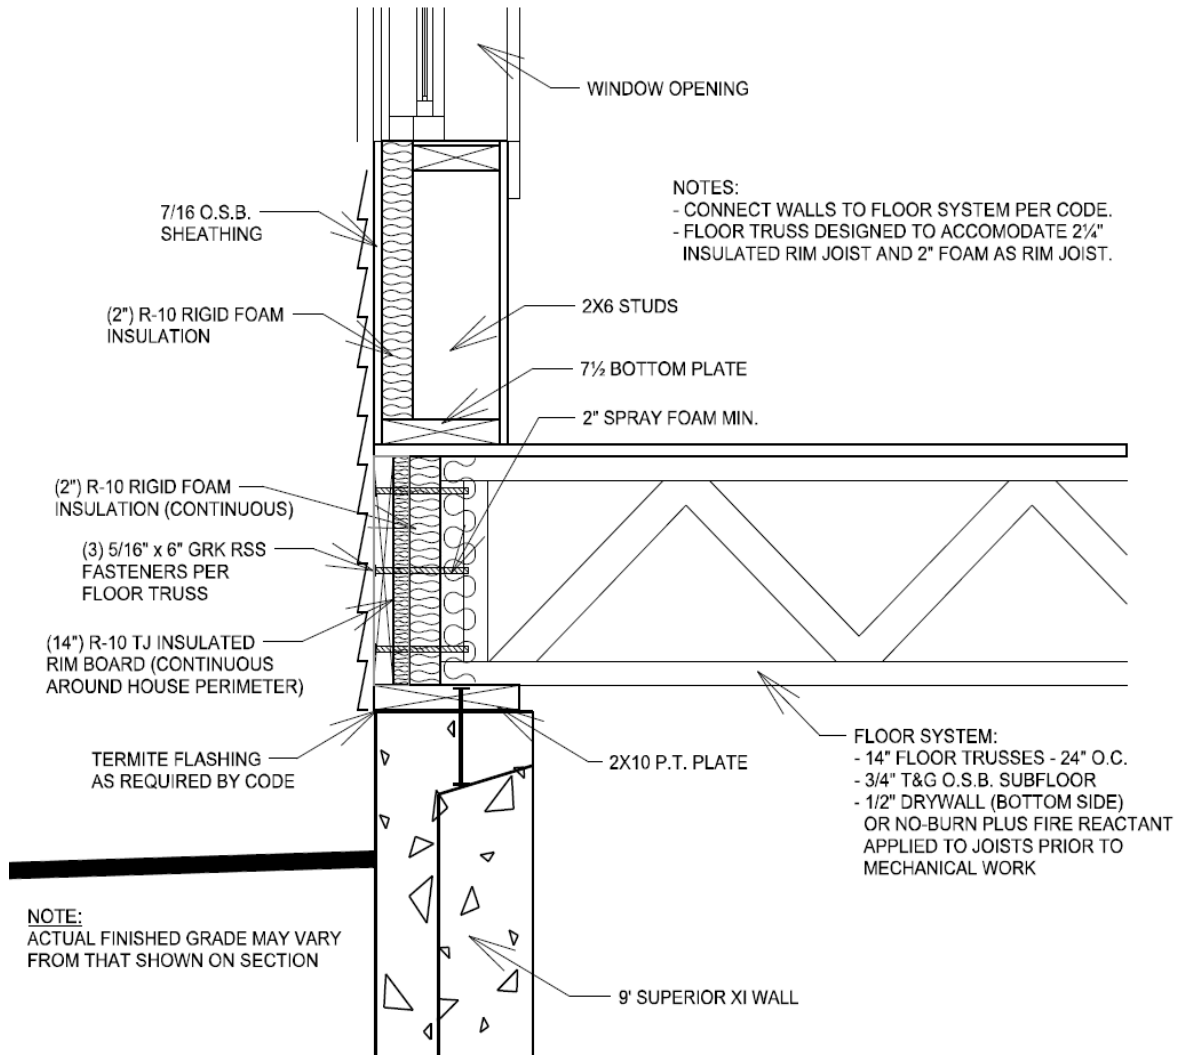 WINDOW OPENING
NOTES:
- CONNECT WALLS TO FLOOR SYSTEM PER CODE.
- FLOOR TRUSS DESIGNED TO ACCOMODATE 2¼"
INSULATED RIM JOIST AND 2" FOAM AS RIM JOIST.
7/16 O.S.B.
SHEATHING
(2") R-10 RIGID FOAM
INSULATION
2X6 STUDS
7½ BOTTOM PLATE
2" SPRAY FOAM MIN.
(2") R-10 RIGID FOAM
INSULATION (CONTINUOUS)
(3) 5/16" x 6" GRK RSS
FASTENERS PER
FLOOR TRUSS
(14") R-10 TJ INSULATED
RIM BOARD (CONTINUOUS
AROUND HOUSE PERIMETER)
TERMITE FLASHING
AS REQUIRED BY CODE
2X10 P.T. PLATE
FLOOR SYSTEM:
- 14" FLOOR TRUSSES - 24" O.C.
- 3/4" T&G O.S.B. SUBFLOOR
- 1/2" DRYWALL (BOTTOM SIDE)
OR NO-BURN PLUS FIRE REACTANT
APPLIED TO JOISTS PRIOR TO
MECHANICAL WORK
NOTE:
ACTUAL FINISHED GRADE MAY VARY
FROM THAT SHOWN ON SECTION
9' SUPERIOR XI WALL